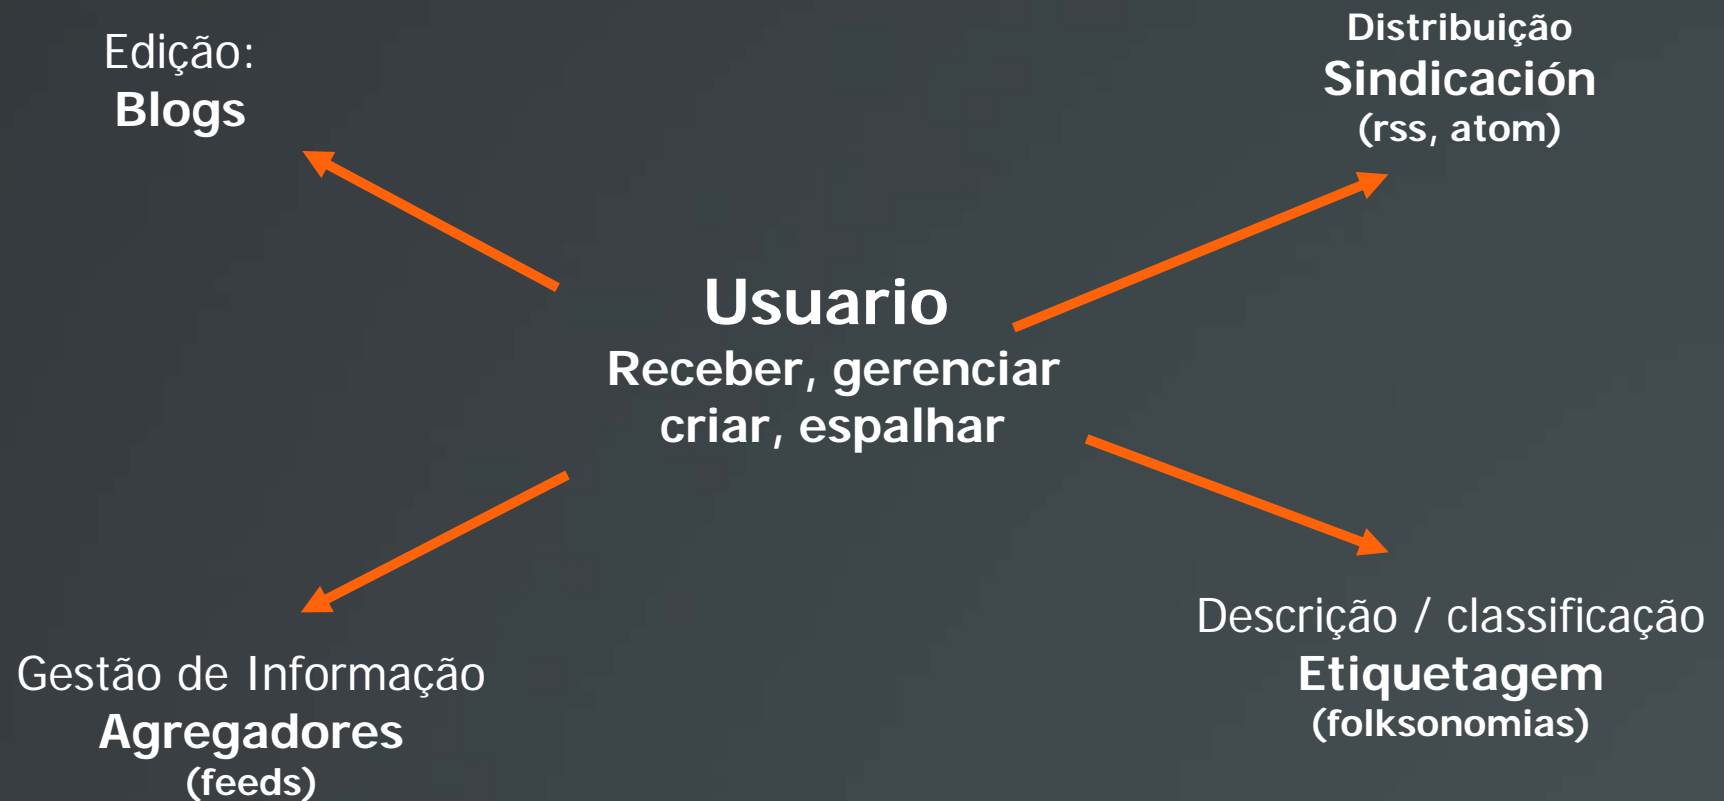 Edição:
Blogs
Distribuição
Sindicación
(rss, atom)
Usuario
Receber, gerenciar
criar, espalhar
Gestão de Informação
Agregadores
(feeds)
Descrição / classificação
Etiquetagem
(folksonomias)